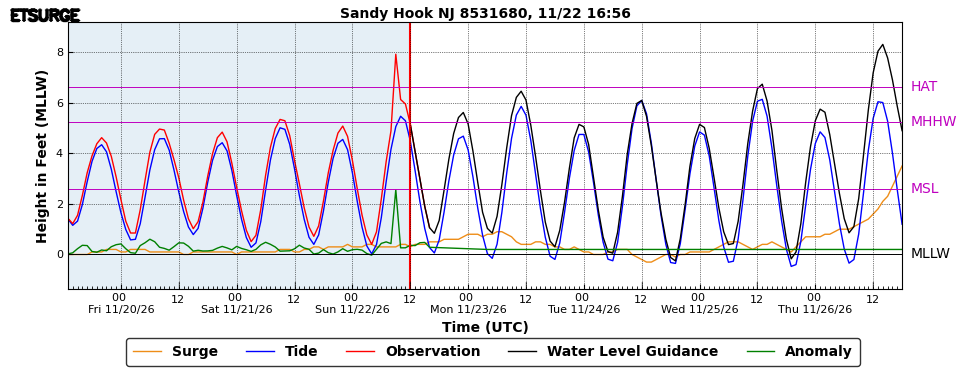 ETSURGE
Sandy Hook NJ 8531680, 11/22 16:56
Height in Feet (MLLW)
8
6
4
2
0
HAT
MHHW
MSL
MLLW
00 12 00 12 00 12 00 12 00 12 00 12 00 12
Fri 11/20/26 Sat 11/21/26 Sun 11/22/26 Mon 11/23/26 Tue 11/24/26 Wed 11/25/26 Thu 11/26/26
Time (UTC)
Surge Tide Observation Water Level Guidance Anomaly